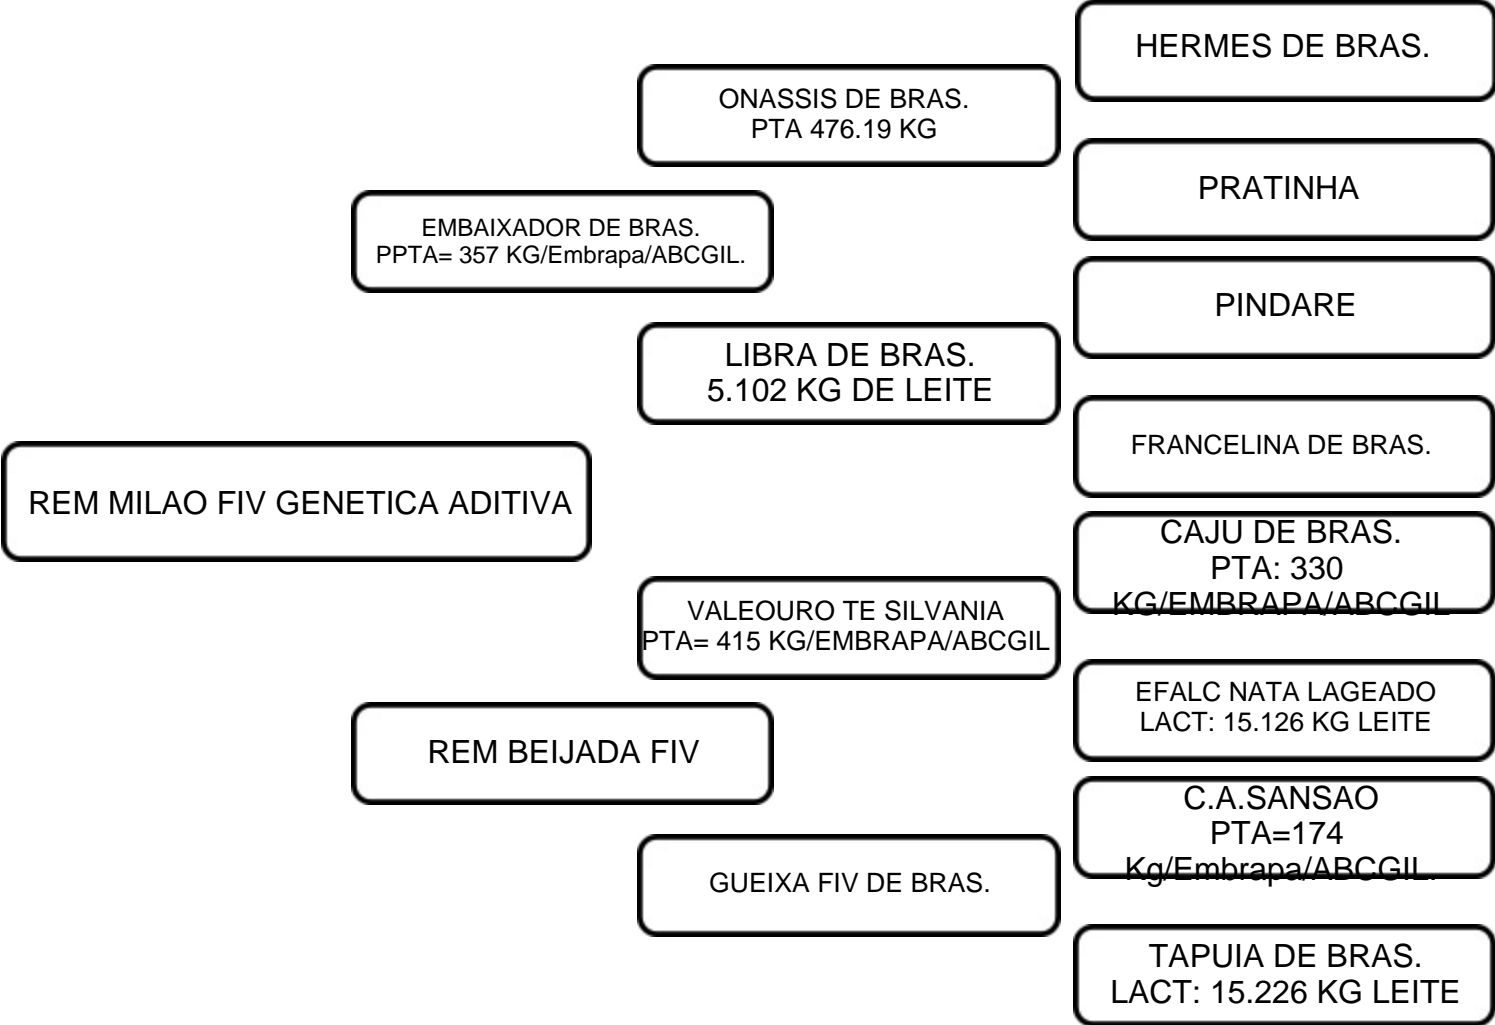 HERMES DE BRAS.
ONASSIS DE BRAS.
PTA 476.19 KG
PRATINHA
EMBAIXADOR DE BRAS.
PPTA= 357 KG/Embrapa/ABCGIL.
PINDARE
LIBRA DE BRAS.
5.102 KG DE LEITE
FRANCELINA DE BRAS.
REM MILAO FIV GENETICA ADITIVA
CAJU DE BRAS.
PTA: 330
KG/EMBRAPA/ABCGIL
VALEOURO TE SILVANIA
PTA= 415 KG/EMBRAPA/ABCGIL
EFALC NATA LAGEADO
LACT: 15.126 KG LEITE
REM BEIJADA FIV
C.A.SANSAO
PTA=174
Kg/Embrapa/ABCGIL.
GUEIXA FIV DE BRAS.
TAPUIA DE BRAS.
LACT: 15.226 KG LEITE